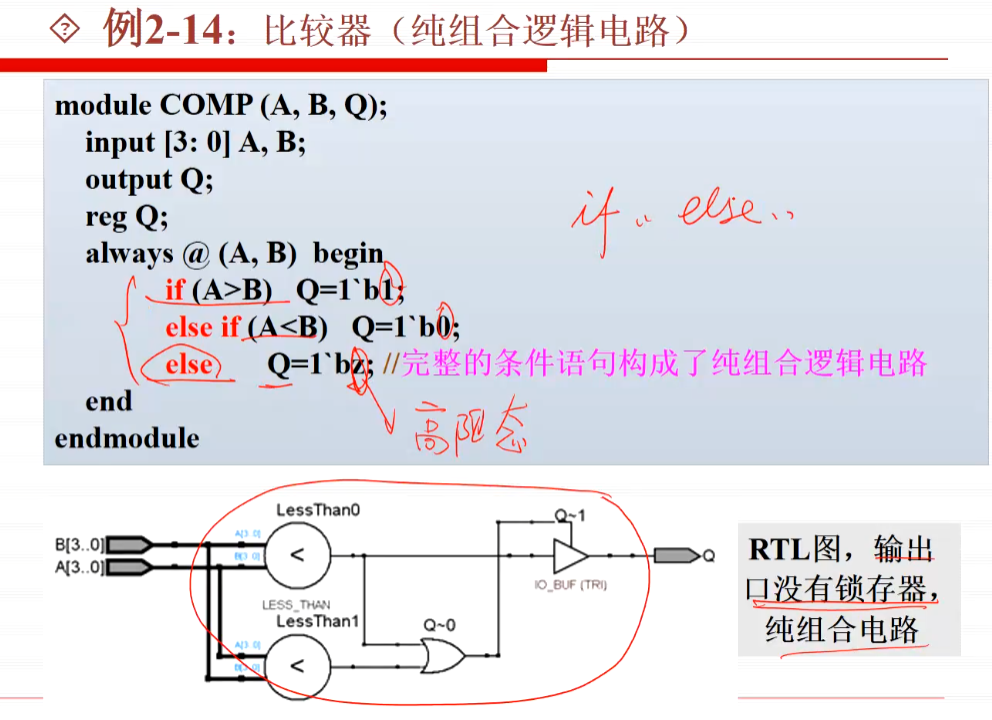 例2-14：比较器（纯组合逻辑电路）
module COMP (A, B, Q);
input [3: 0] A, B;
output Q;
reg Q;
always @ (A, B) begin
if (A>B) Q=1`b1;
else if (A<B) Q=1`b0;
else Q=1`bz; //完整的条件语句构成了纯组合逻辑电路
end
endmodule
if .. else ..
高阻态
LessThan0
A[3..0]
B[3..0]
<
LESS_THAN
B[3..0]
A[3..0]
LessThan1
A[3..0]
B[3..0]
<
Q~0
Q~1
IO_BUF (TRI)
Q
RTL图，输出
口没有锁存器，
纯组合电路